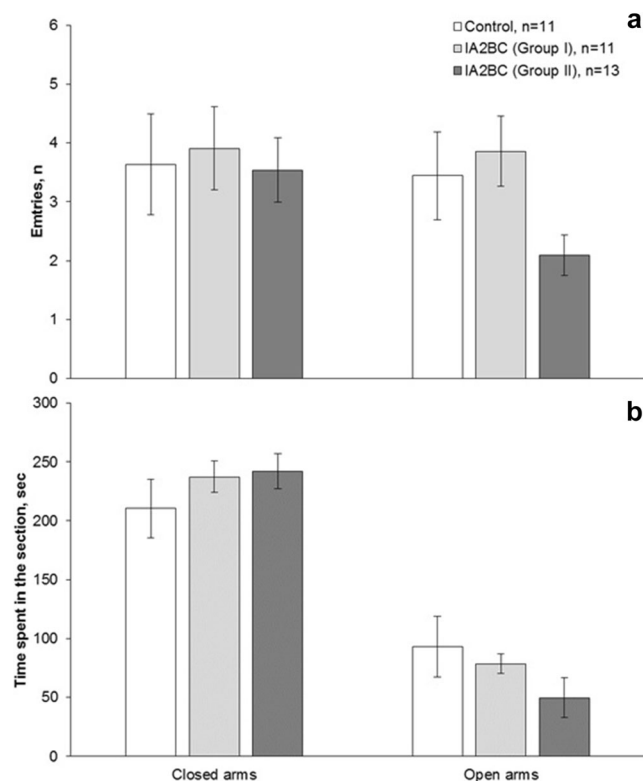 a
Control, n=11
IA2BC (Group I), n=11
IA2BC (Group II), n=13
Emtries, n
6
5
4
3
2
1
0
b
Time spent in the section, sec
300
250
200
150
100
50
0
Closed arms
Open arms